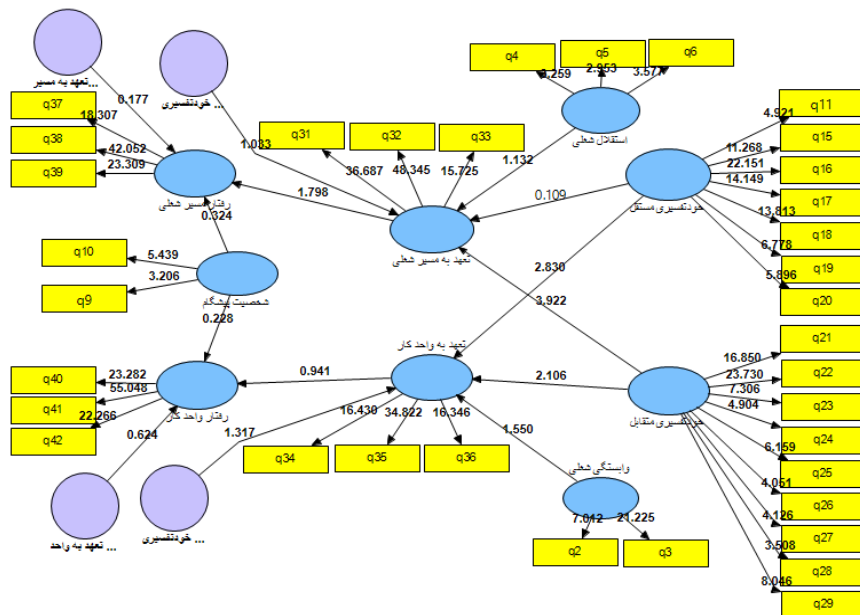 q4
q5
q6
3.259
2.953
3.577
استقلال شغلی
تعهد به مسیر...
خودتفسیری ...
0.177
1.033
q37
q38
q39
18.307
42.052
23.309
رفتار مسیر شغلی
q31
q32
q33
36.687
48.345
15.725
1.132
1.798
0.324
تعهد به مسیر شغلی
0.109
q11
q15
q16
q17
q18
q19
q20
4.921
11.268
22.151
14.149
13.813
6.778
5.896
خودتفسیری مستقل
q10
q9
5.439
3.206
شخصیت پیشگام
0.228
2.830
3.922
تعهد به واحد کار
0.941
2.106
q40
q41
q42
23.282
55.048
22.266
رفتار واحد کار
0.624
1.317
q34
q35
q36
16.430
34.822
16.346
1.550
وابستگی شغلی
7.012
21.225
q2
q3
q21
q22
q23
q24
q25
q26
q27
q28
q29
16.850
23.730
7.306
4.904
6.159
4.051
4.126
3.508
8.046
خودتفسیری متقابل
تعهد به واحد ...
خودتفسیری ...